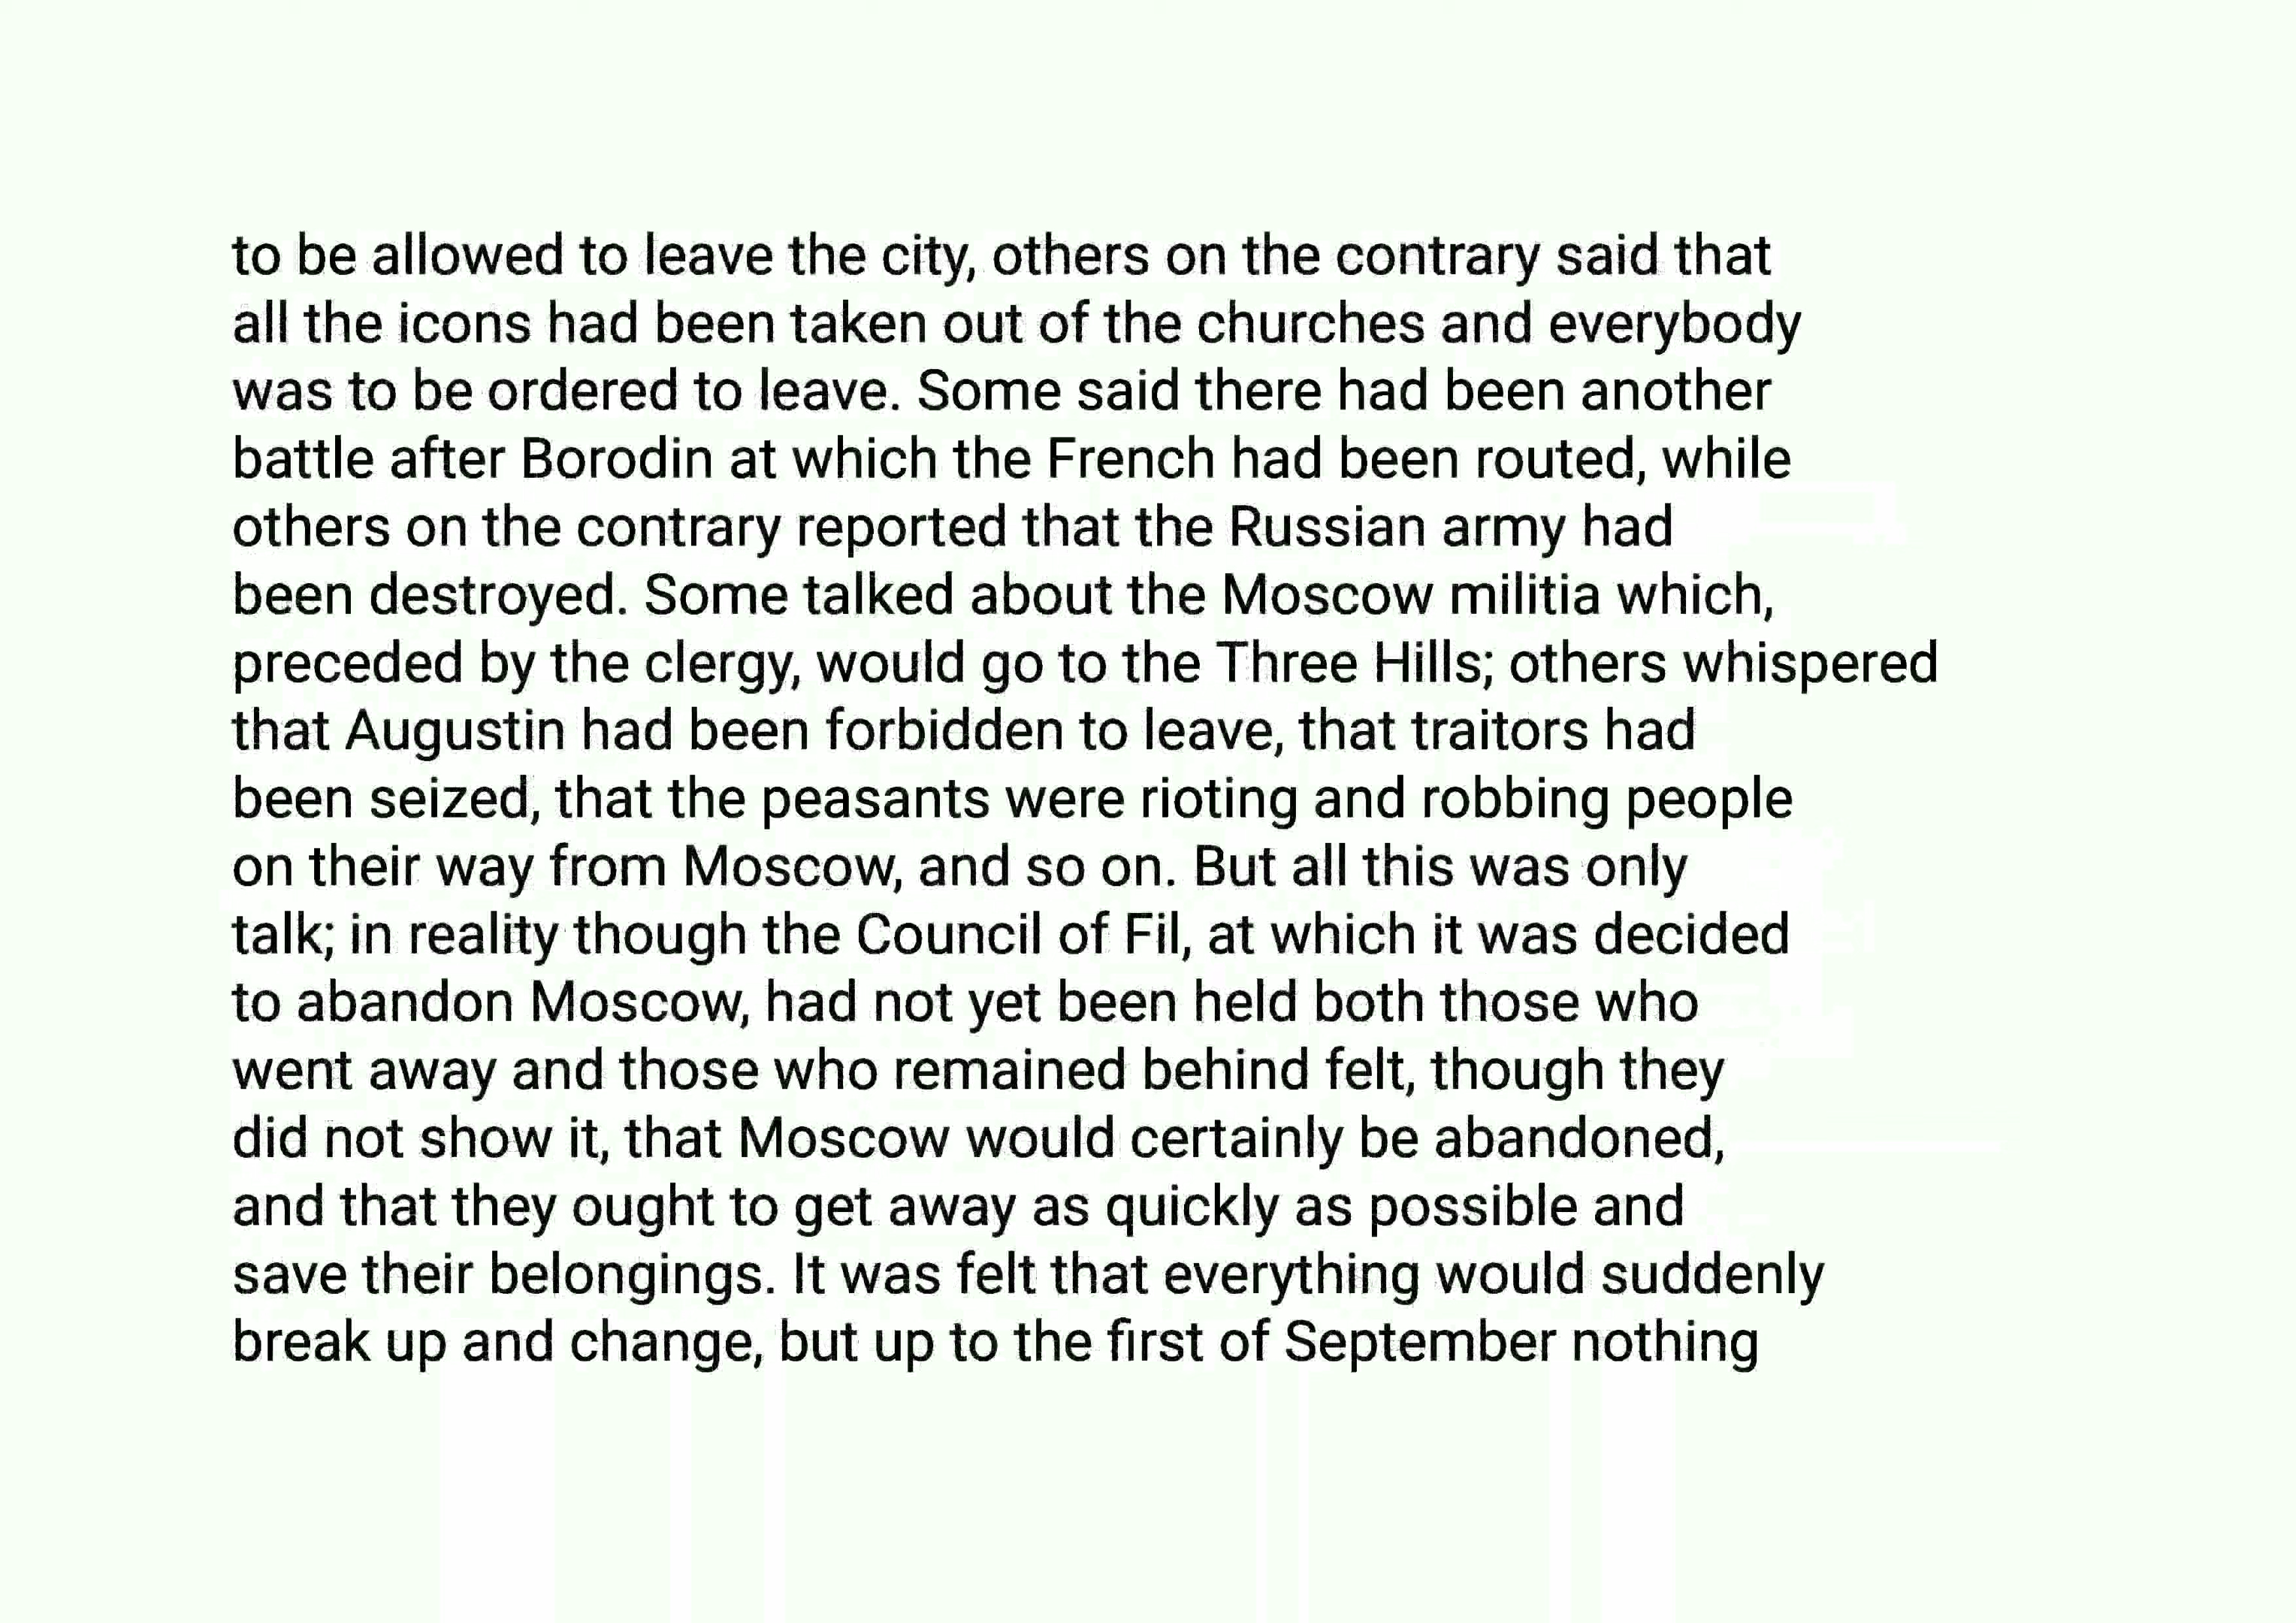 to be allowed to leave the city, others on the contrary said that
all the icons had been taken out of the churches and everybody
was to be ordered to leave. Some said there had been another
battle after Borodin at which the French had been routed, while
others on the contrary reported that the Russian army had
been destroyed. Some talked about the Moscow militia which,
preceded by the clergy, would go to the Three Hills; others whispered
that Augustin had been forbidden to leave, that traitors had
been seized, that the peasants were rioting and robbing people
on their way from Moscow, and so on. But all this was only
talk; in reality though the Council of Fil, at which it was decided
to abandon Moscow, had not yet been held both those who
went away and those who remained behind felt, though they
did not show it, that Moscow would certainly be abandoned,
and that they ought to get away as quickly as possible and
save their belongings. It was felt that everything would suddenly
break up and change, but up to the first of September nothing